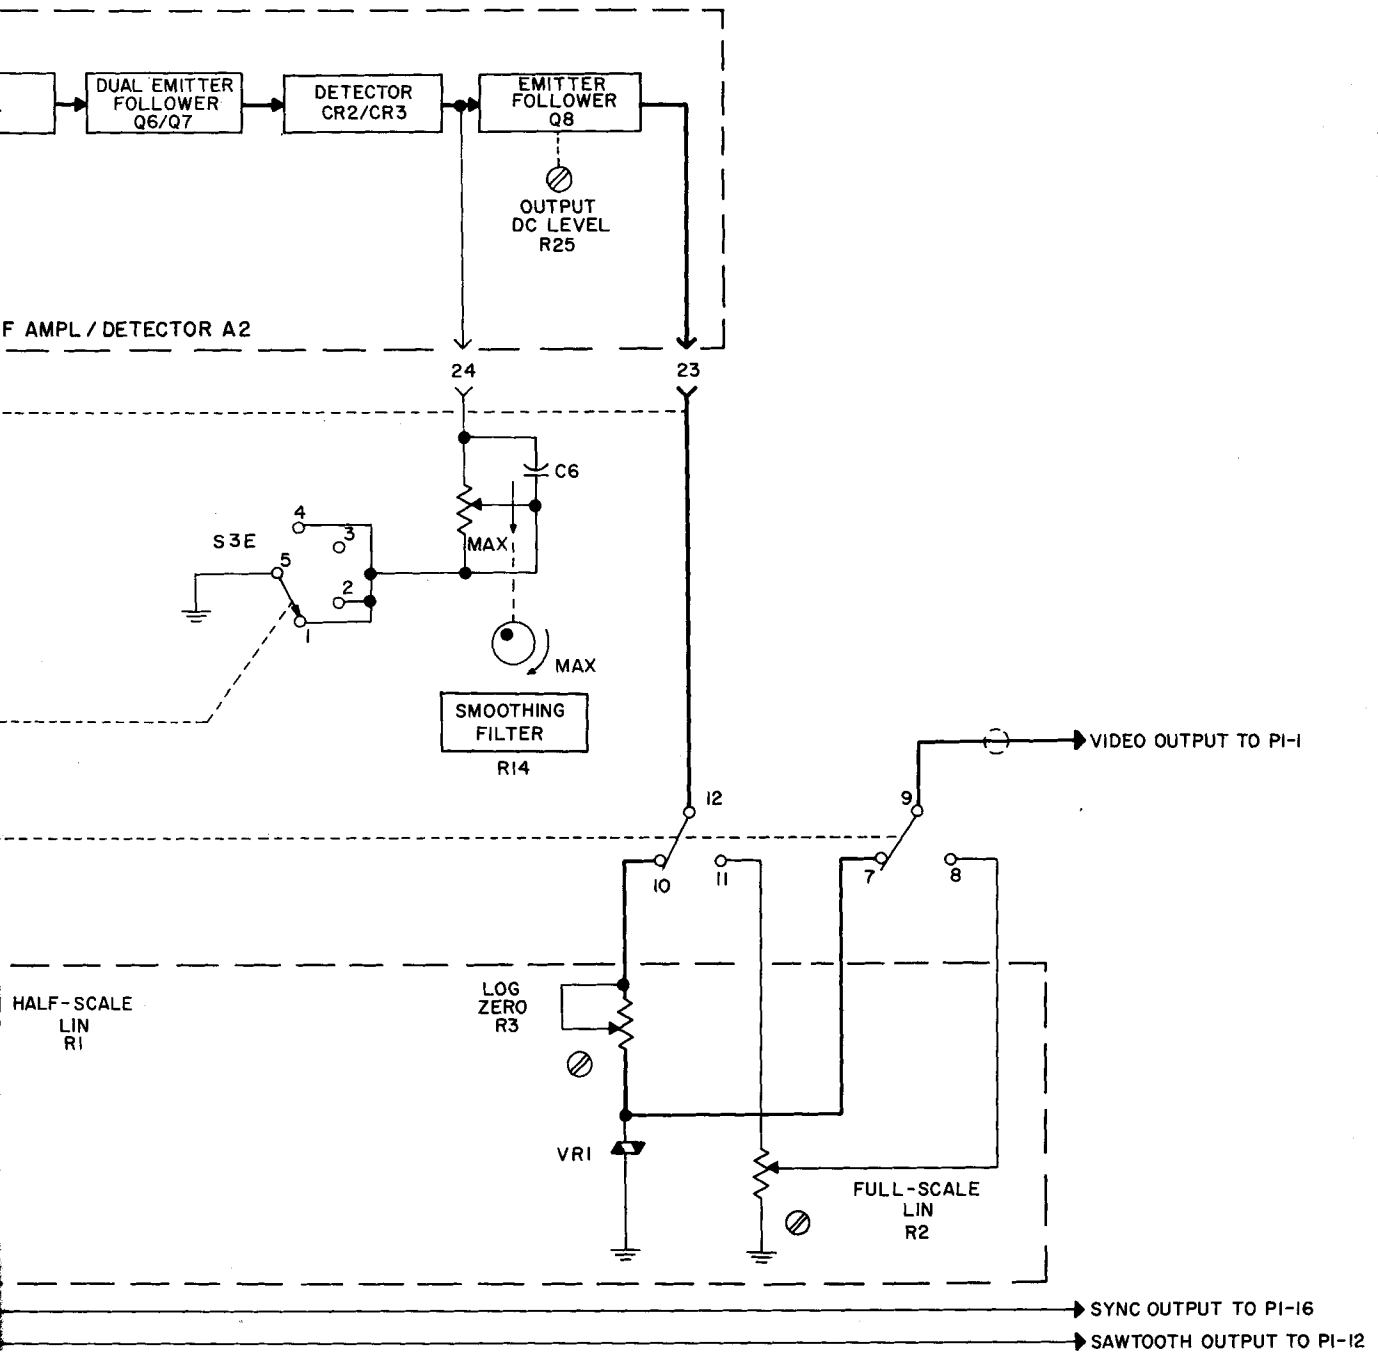 DUAL EMITTER
FOLLOWER
Q6/Q7
DETECTOR
CR2/CR3
EMITTER
FOLLOWER
Q8
OUTPUT
DC LEVEL
R25
F AMPL / DETECTOR A2
24
23
C6
4
3
S3E
MAX
5
2
1
MAX
SMOOTHING
FILTER
R14
VIDEO OUTPUT TO P1-1
12
9
10
11
7
8
HALF-SCALE
LIN
R1
LOG
ZERO
R3
VR1
FULL-SCALE
LIN
R2
SYNC OUTPUT TO P1-16
SAWTOOTH OUTPUT TO P1-12